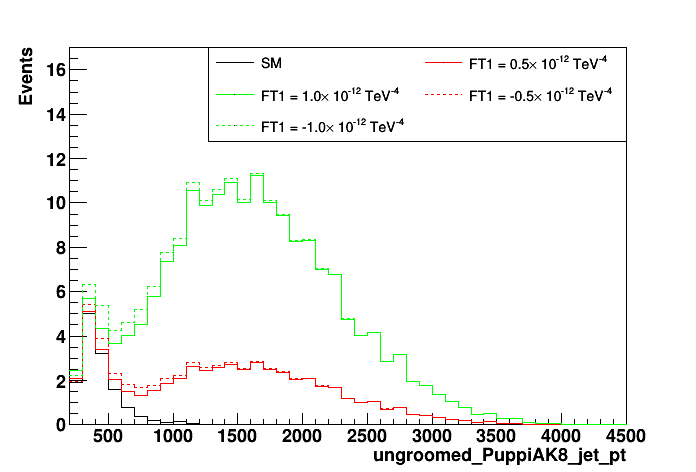 Events
16
14
12
10
8
6
4
2
0
SM
FT1 = 0.5× 10⁻¹² TeV⁻⁴
FT1 = 1.0× 10⁻¹² TeV⁻⁴
FT1 = -0.5× 10⁻¹² TeV⁻⁴
FT1 = -1.0× 10⁻¹² TeV⁻⁴
500 1000 1500 2000 2500 3000 3500 4000 4500
ungroomed_PuppiAK8_jet_pt